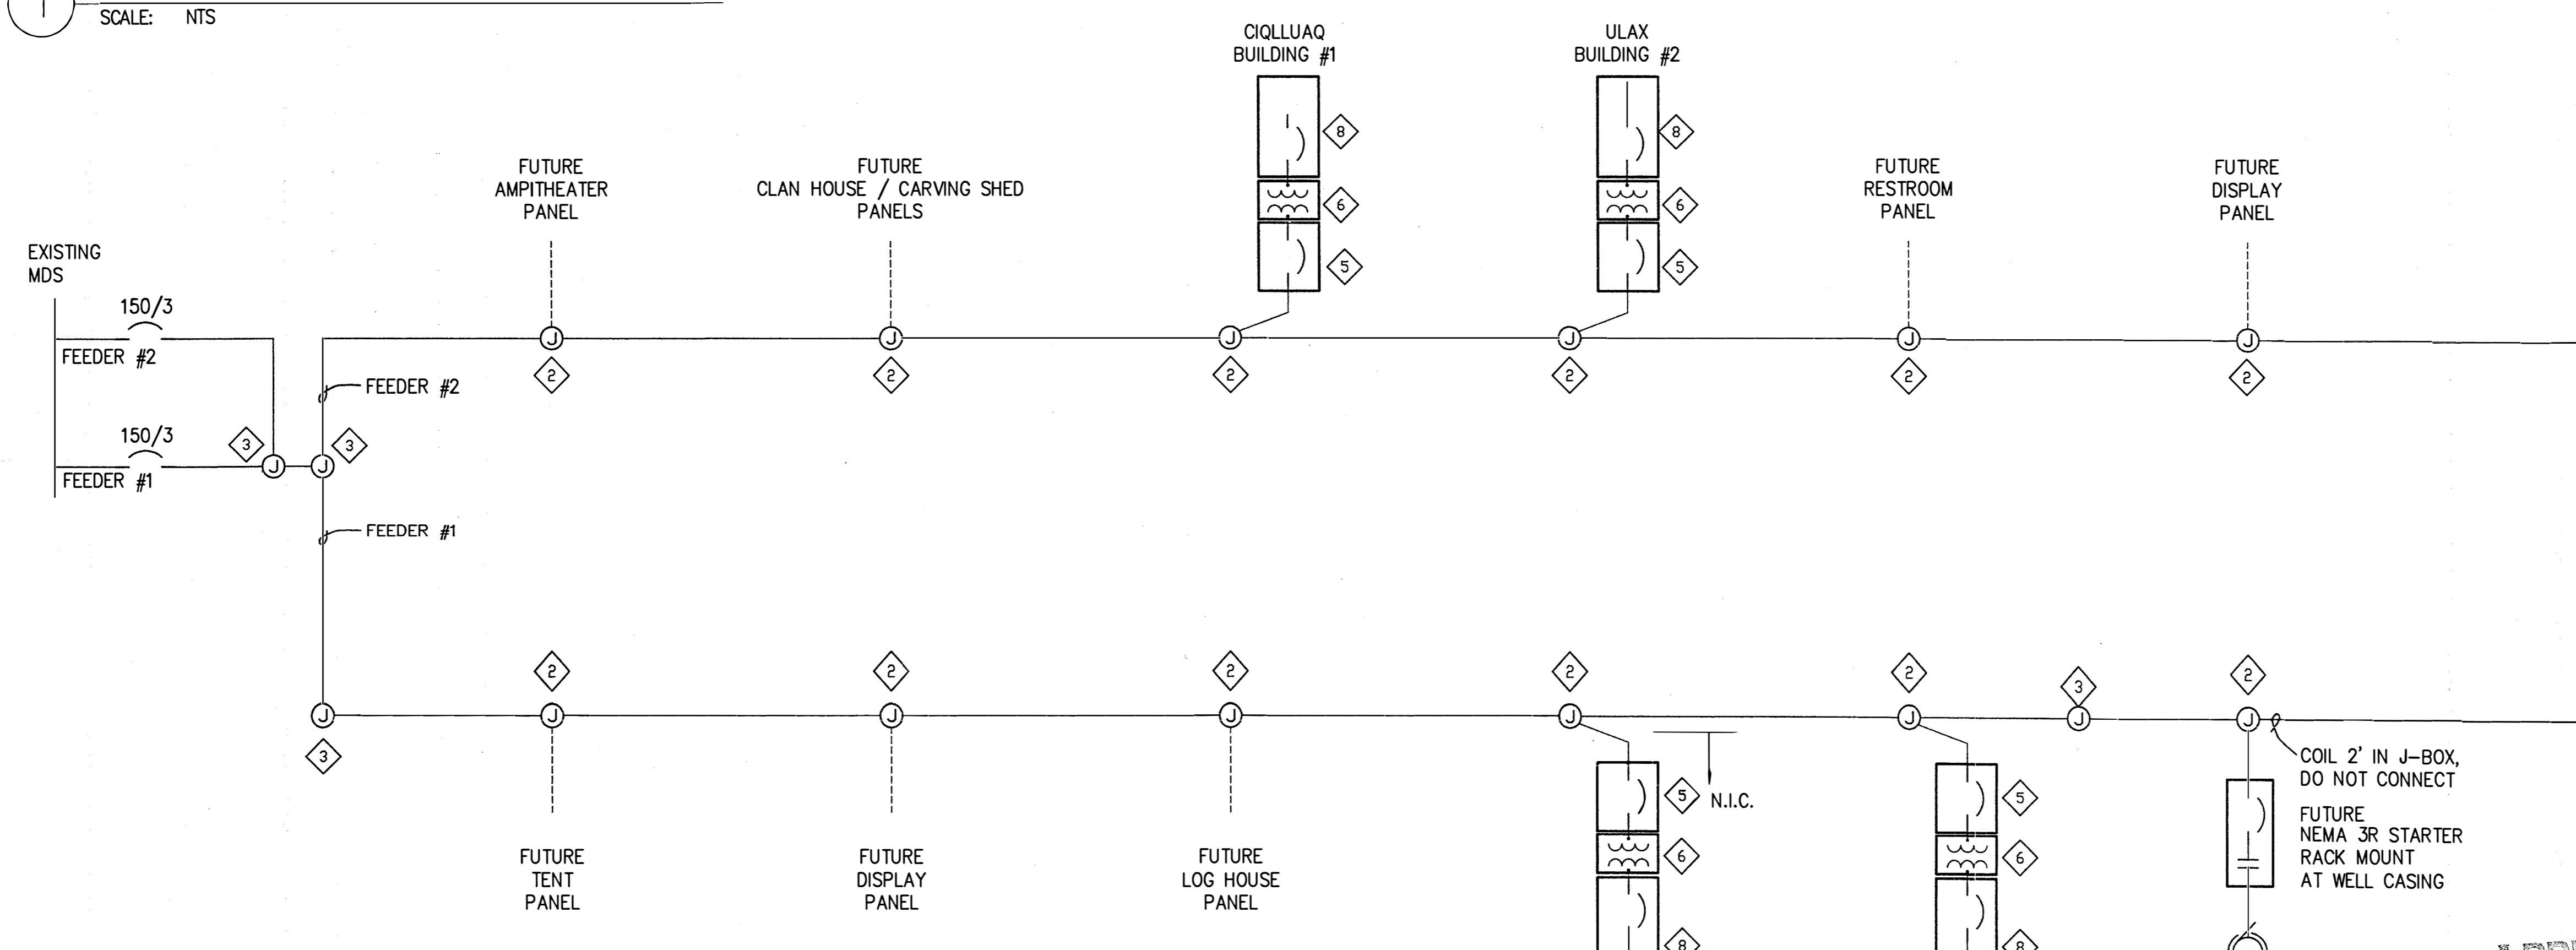 1
SCALE: NTS
CIQLLUAQ
BUILDING #1
8
6
5
ULAX
BUILDING #2
8
6
5
FUTURE
AMPITHEATER
PANEL
FUTURE
CLAN HOUSE / CARVING SHED
PANELS
FUTURE
RESTROOM
PANEL
FUTURE
DISPLAY
PANEL
EXISTING
MDS
150/3
FEEDER #2
150/3
FEEDER #1
J
3
J
3
FEEDER #2
FEEDER #1
J
J
J
J
J
J
2
2
2
2
2
2
2
2
2
2
2
3
2
J
J
J
J
J
J
J
J
3
FUTURE
TENT
PANEL
FUTURE
DISPLAY
PANEL
FUTURE
LOG HOUSE
PANEL
5
6
8
N.I.C.
5
6
8
COIL 2' IN J-BOX,
DO NOT CONNECT
FUTURE
NEMA 3R STARTER
RACK MOUNT
AT WELL CASING